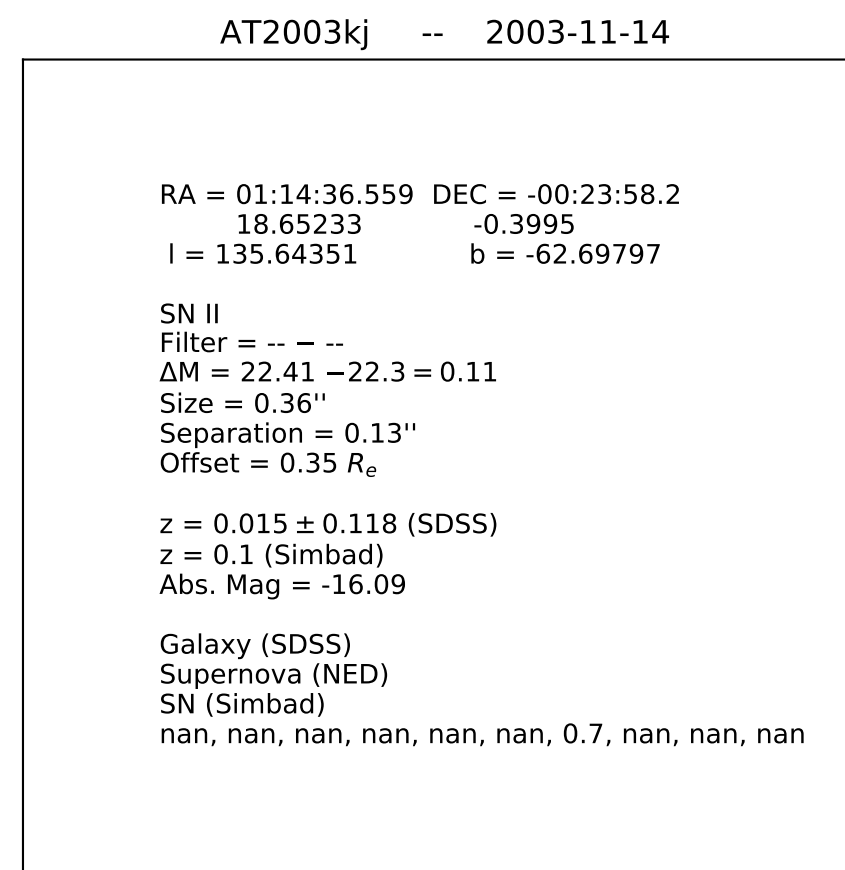 AT2003kj -- 2003-11-14
RA = 01:14:36.559 DEC = -00:23:58.2
18.65233 -0.3995
l = 135.64351 b = -62.69797
SN II
Filter = -- − --
ΔM = 22.41 −22.3 = 0.11
Size = 0.36''
Separation = 0.13''
Offset = 0.35 Rₑ
z = 0.015 ± 0.118 (SDSS)
z = 0.1 (Simbad)
Abs. Mag = -16.09
Galaxy (SDSS)
Supernova (NED)
SN (Simbad)
nan, nan, nan, nan, nan, nan, 0.7, nan, nan, nan